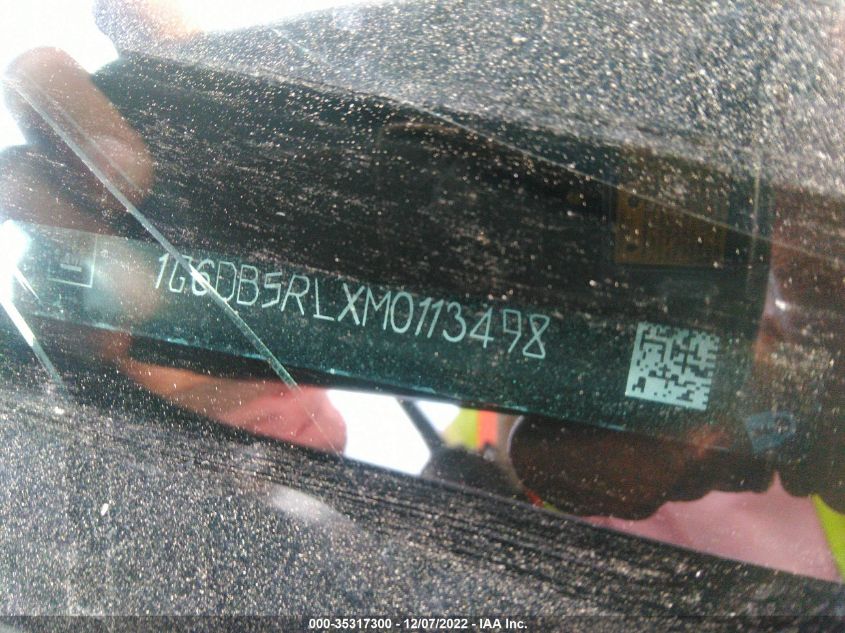 1G6DB5RLXM0113498
000-35317300 - 12/07/2022 - IAA Inc.